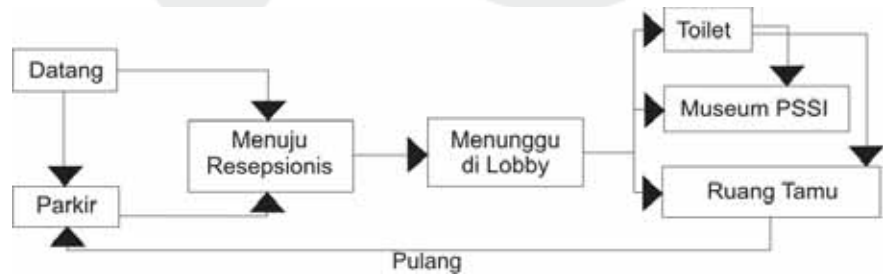 Datang
Parkir
Menuju
Resepsionis
Menunggu
di Lobby
Toilet
Museum PSSI
Ruang Tamu
Pulang